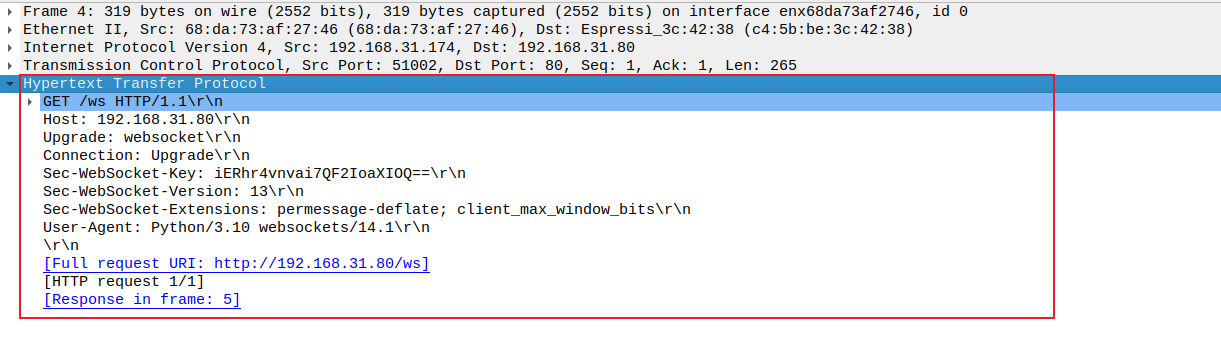 Frame 4: 319 bytes on wire (2552 bits), 319 bytes captured (2552 bits) on interface enx68da73af2746, id 0
Ethernet II, Src: 68:da:73:af:27:46 (68:da:73:af:27:46), Dst: Espressi_3c:42:38 (c4:5b:be:3c:42:38)
Internet Protocol Version 4, Src: 192.168.31.174, Dst: 192.168.31.80
Transmission Control Protocol, Src Port: 51002, Dst Port: 80, Seq: 1, Ack: 1, Len: 265
Hypertext Transfer Protocol
GET /ws HTTP/1.1\r\n
Host: 192.168.31.80\r\n
Upgrade: websocket\r\n
Connection: Upgrade\r\n
Sec-WebSocket-Key: iERhr4vnvai7QF2IoaXIOQ==\r\n
Sec-WebSocket-Version: 13\r\n
Sec-WebSocket-Extensions: permessage-deflate; client_max_window_bits\r\n
User-Agent: Python/3.10 websockets/14.1\r\n
\r\n
[Full request URI: http://192.168.31.80/ws]
[HTTP request 1/1]
[Response in frame: 5]